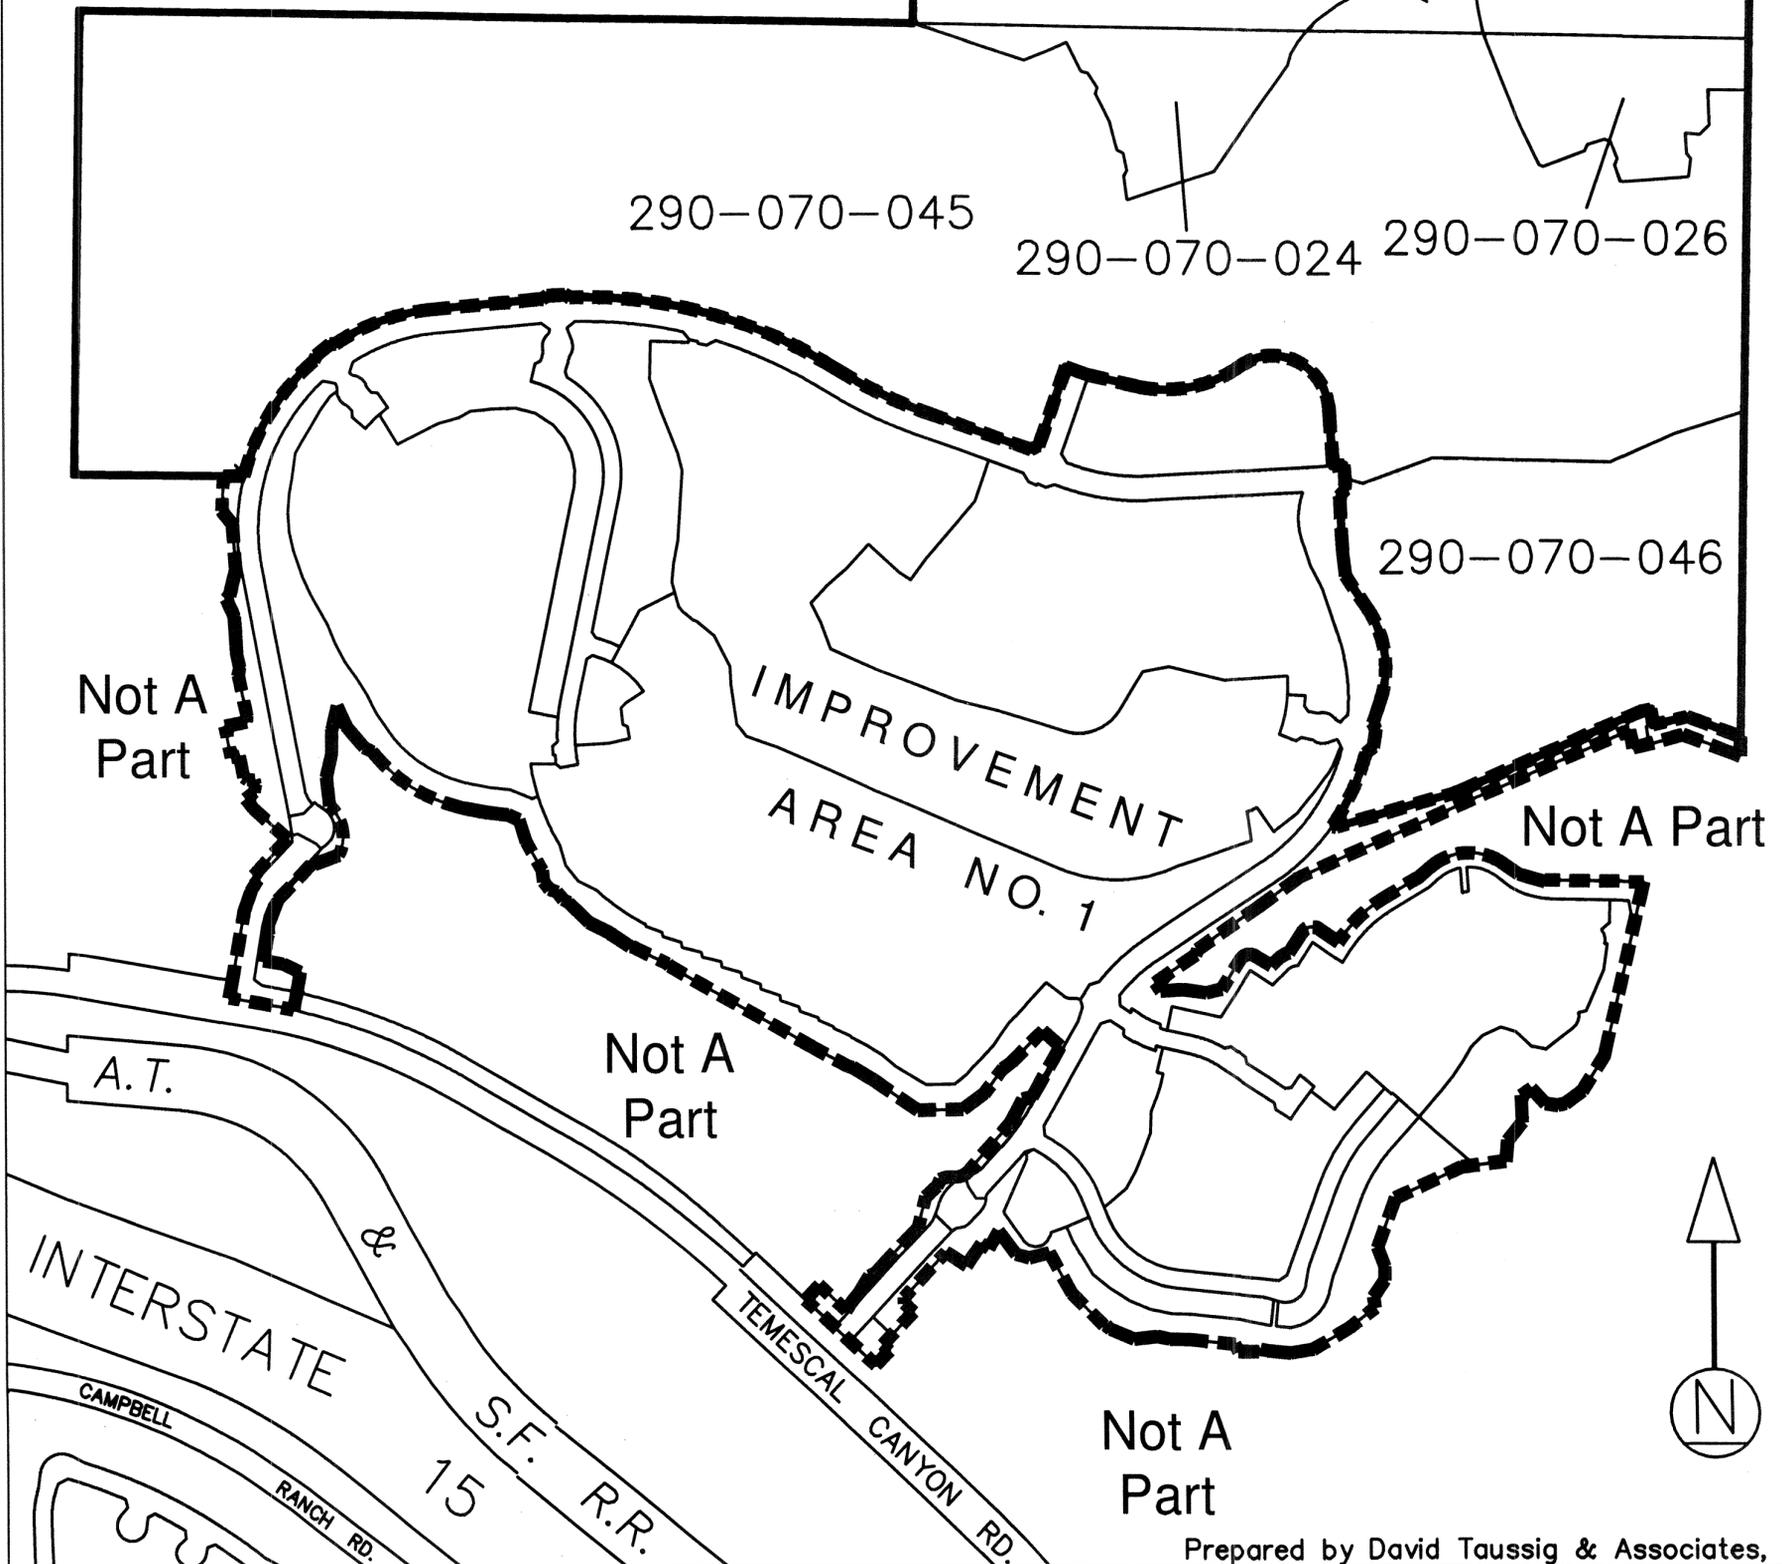 290-070-045
290-070-024
290-070-026
290-070-046
Not A
Part
IMPROVEMENT
AREA NO. 1
Not A Part
Not A
Part
A.T.
&
S.F. R.R.
INTERSTATE
15
CAMPBELL
RANCH RD.
TEMESCAL CANYON RD.
Not A
Part
N
Prepared by David Taussig & Associates,